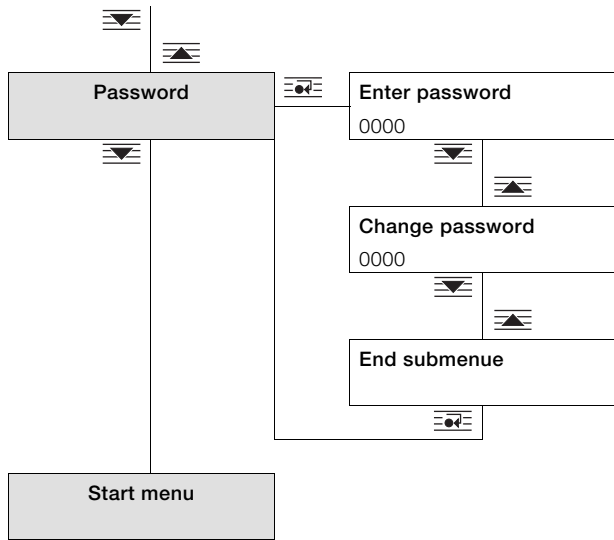 Password
Enter password
0000
Change password
0000
End submenue
Start menu